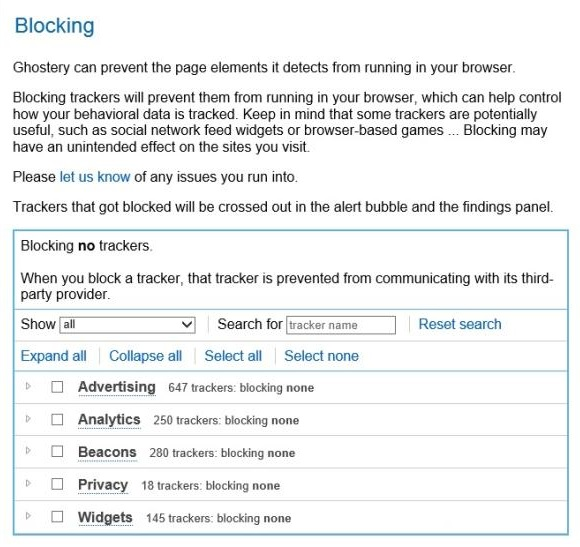 Blocking
Ghostery can prevent the page elements it detects from running in your browser.
Blocking trackers will prevent them from running in your browser, which can help control
how your behavioral data is tracked. Keep in mind that some trackers are potentially
useful, such as social network feed widgets or browser-based games ... Blocking may
have an unintended effect on the sites you visit.
Please let us know of any issues you run into.
Trackers that got blocked will be crossed out in the alert bubble and the findings panel.
Blocking no trackers.
When you block a tracker, that tracker is prevented from communicating with its third-
party provider.
Show all Search for tracker name Reset search
Expand all Collapse all Select all Select none
Advertising 647 trackers: blocking none
Analytics 250 trackers: blocking none
Beacons 280 trackers: blocking none
Privacy 18 trackers: blocking none
Widgets 145 trackers: blocking none